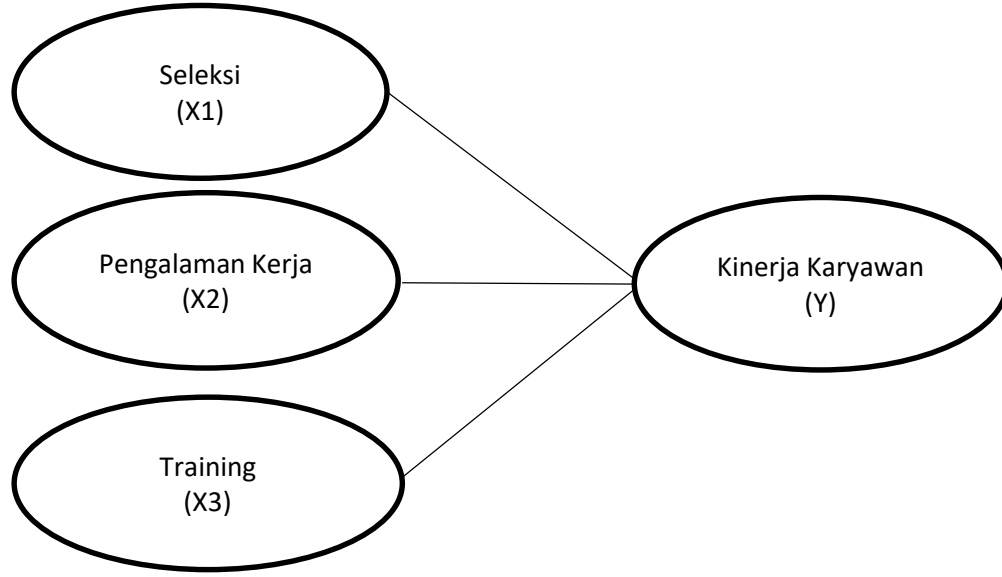 Seleksi
(X1)
Pengalaman Kerja
(X2)
Kinerja Karyawan
(Y)
Training
(X3)